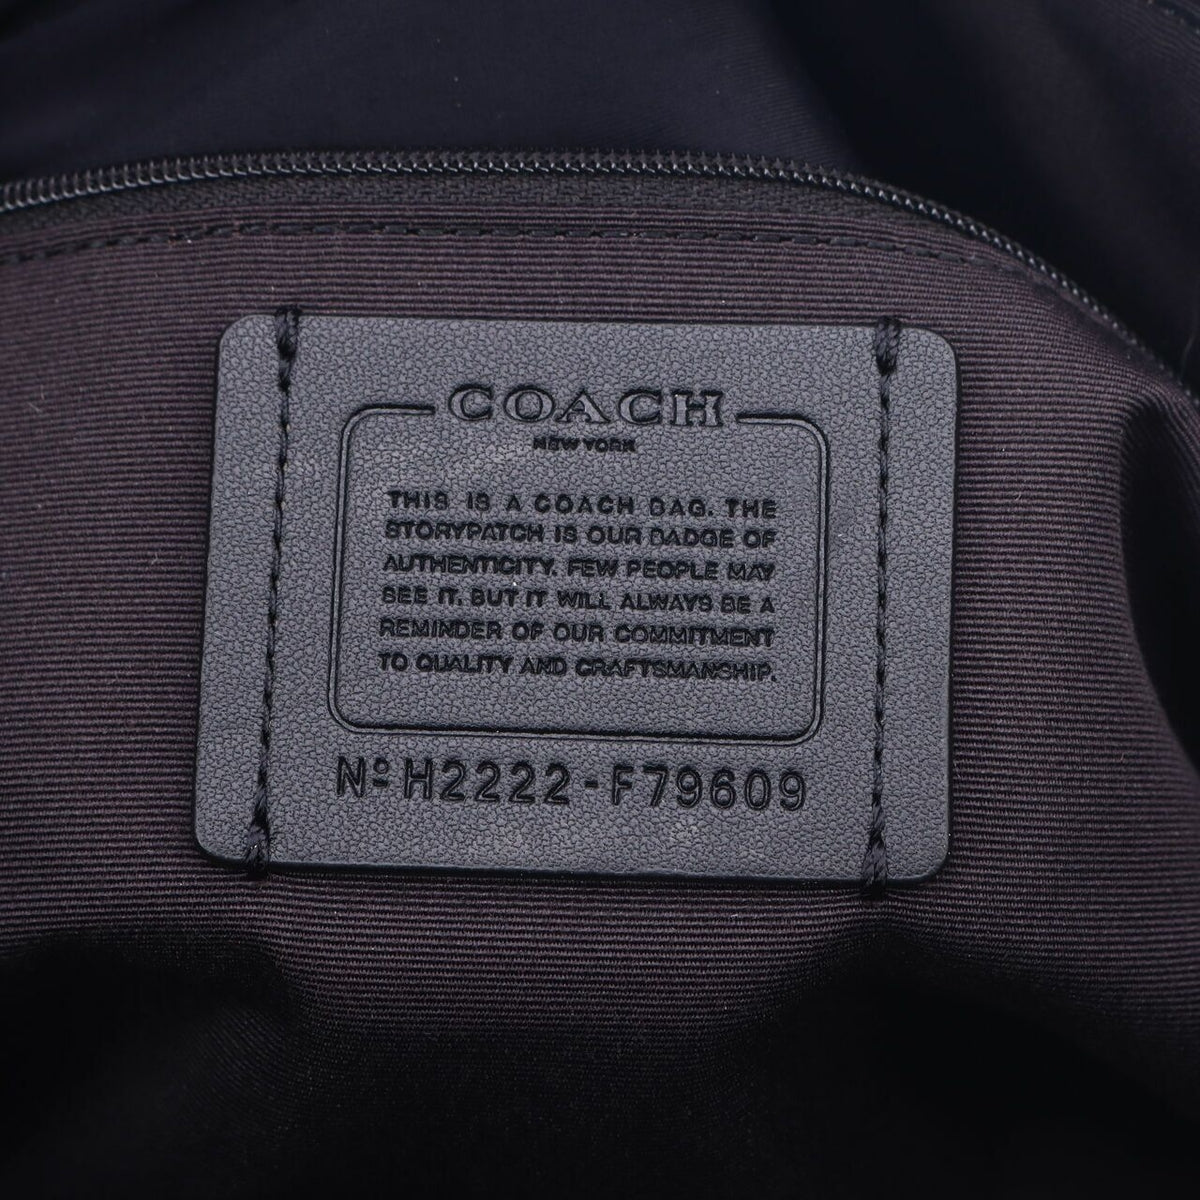 COACH
NEW YORK
THIS IS A COACH BAG. THE
STORYPATCH IS OUR BADGE OF
AUTHENTICITY. FEW PEOPLE MAY
SEE IT, BUT IT WILL ALWAYS BE A
REMINDER OF OUR COMMITMENT
TO QUALITY AND CRAFTSMANSHIP.
Nº H2222-F79609